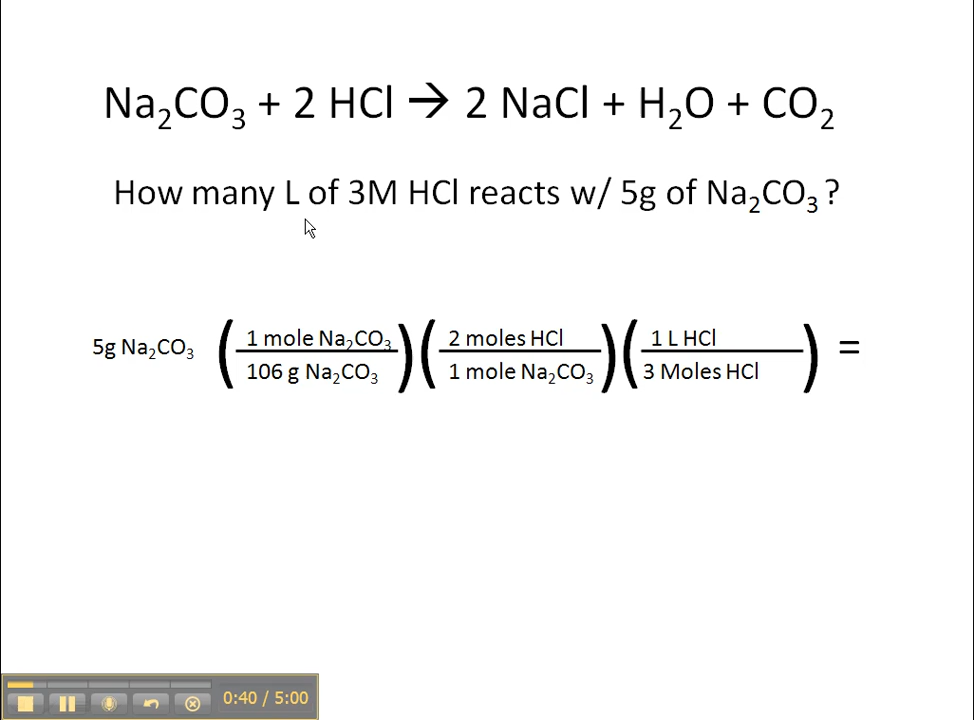 Na₂CO₃ + 2 HCl → 2 NaCl + H₂O + CO₂
How many L of 3M HCl reacts w/ 5g of Na₂CO₃ ?
5g Na₂CO₃ ( 1 mole Na₂CO₃ / 106 g Na₂CO₃ ) ( 2 moles HCl / 1 mole Na₂CO₃ ) ( 1 L HCl / 3 Moles HCl ) =
0:40 / 5:00